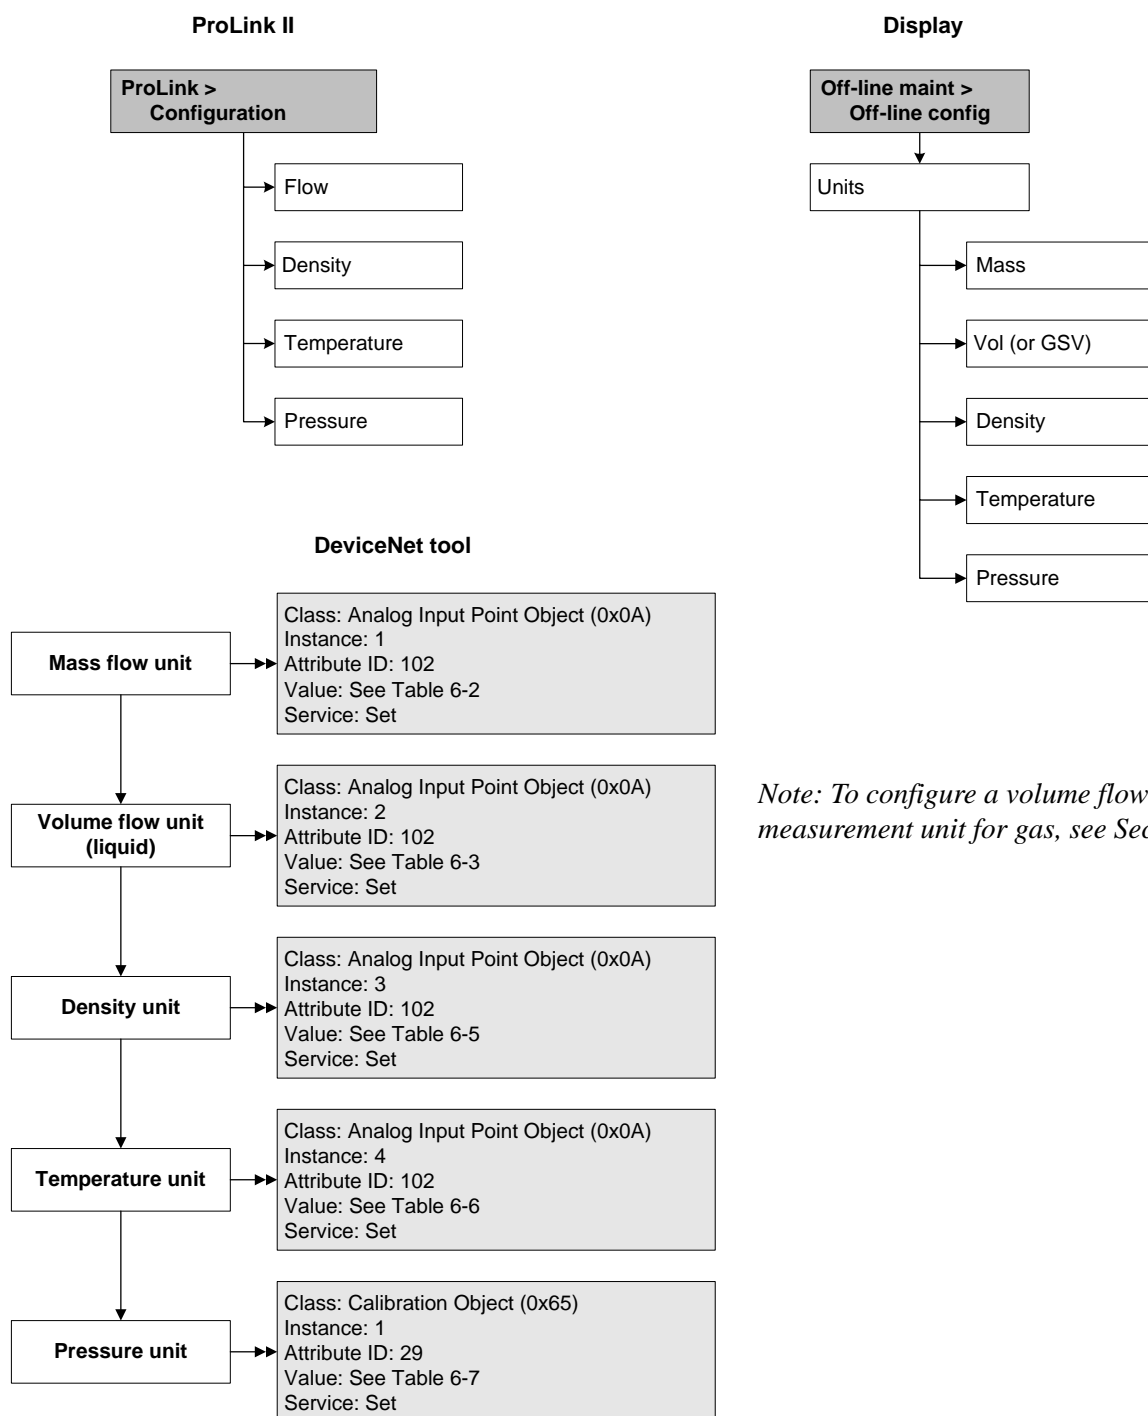 ProLink II
ProLink >
Configuration
Flow
Density
Temperature
Pressure
Display
Off-line maint >
Off-line config
Units
Mass
Vol (or GSV)
Density
Temperature
Pressure
DeviceNet tool
Mass flow unit
Class: Analog Input Point Object (0x0A)
Instance: 1
Attribute ID: 102
Value: See Table 6-2
Service: Set
Volume flow unit
(liquid)
Class: Analog Input Point Object (0x0A)
Instance: 2
Attribute ID: 102
Value: See Table 6-3
Service: Set
Note: To configure a volume flow
measurement unit for gas, see
Density unit
Class: Analog Input Point Object (0x0A)
Instance: 3
Attribute ID: 102
Value: See Table 6-5
Service: Set
Temperature unit
Class: Analog Input Point Object (0x0A)
Instance: 4
Attribute ID: 102
Value: See Table 6-6
Service: Set
Pressure unit
Class: Calibration Object (0x65)
Instance: 1
Attribute ID: 29
Value: See Table 6-7
Service: Set